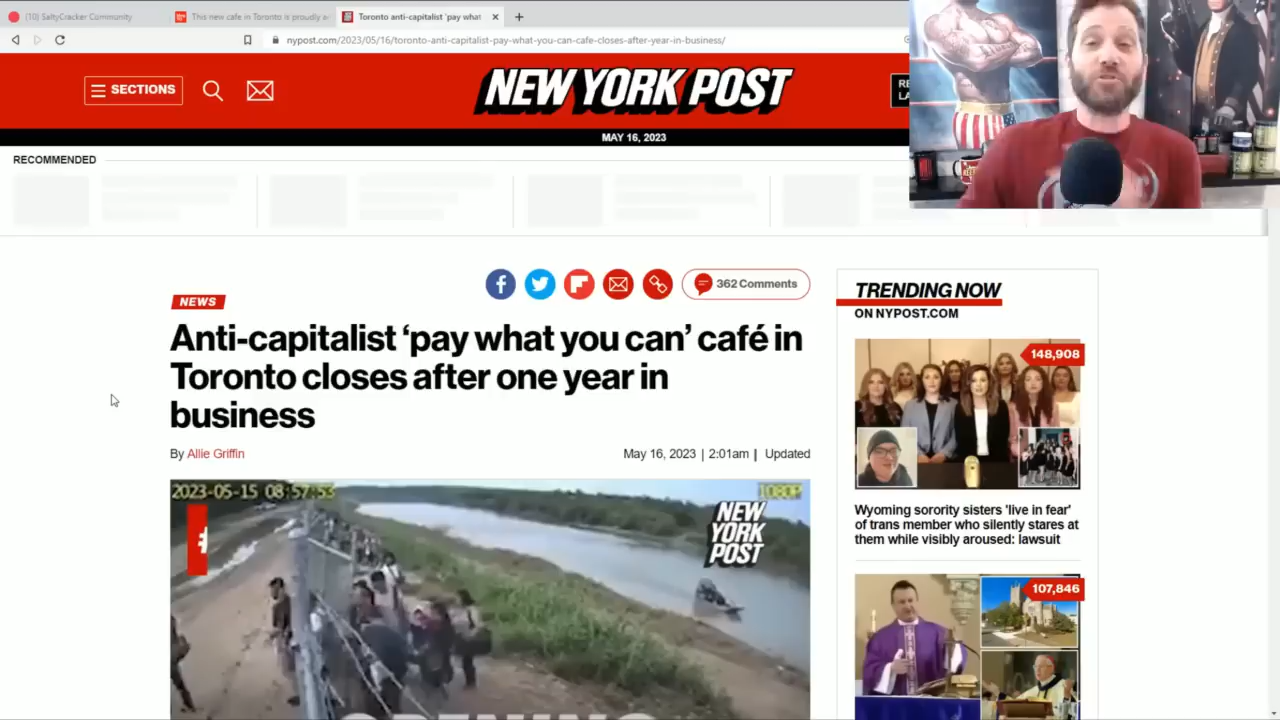 (10) SaltyCracker Community
This new cafe in Toronto is proudly a
Toronto anti-capitalist 'pay what
nypost.com/2023/05/16/toronto-anti-capitalist-pay-what-you-can-cafe-closes-after-year-in-business/
SECTIONS
NEW YORK POST
MAY 16, 2023
RECOMMENDED
362 Comments
NEWS
Anti-capitalist ‘pay what you can’ café in
Toronto closes after one year in
business
By Allie Griffin
May 16, 2023 | 2:01am | Updated
2023-05-15 08:57:53
1080P
NEW
YORK
POST
TRENDING NOW
ON NYPOST.COM
148,908
Wyoming sorority sisters 'live in fear'
of trans member who silently stares at
them while visibly aroused: lawsuit
107,846